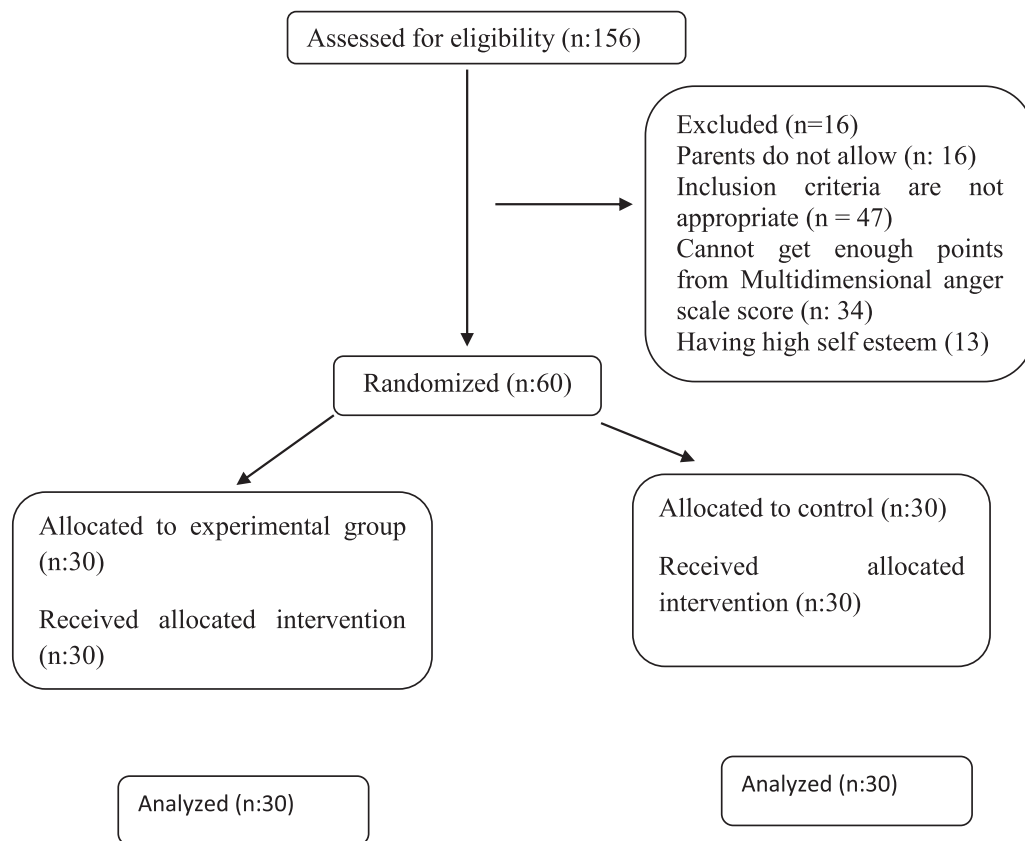 Assessed for eligibility (n:156)
Excluded (n=16)
Parents do not allow (n: 16)
Inclusion criteria are not
appropriate (n = 47)
Cannot get enough points
from Multidimensional anger
scale score (n: 34)
Having high self esteem (13)
Randomized (n:60)
Allocated to experimental group
(n:30)
Received allocated intervention
(n:30)
Allocated to control (n:30)
Received allocated
intervention (n:30)
Analyzed (n:30)
Analyzed (n:30)